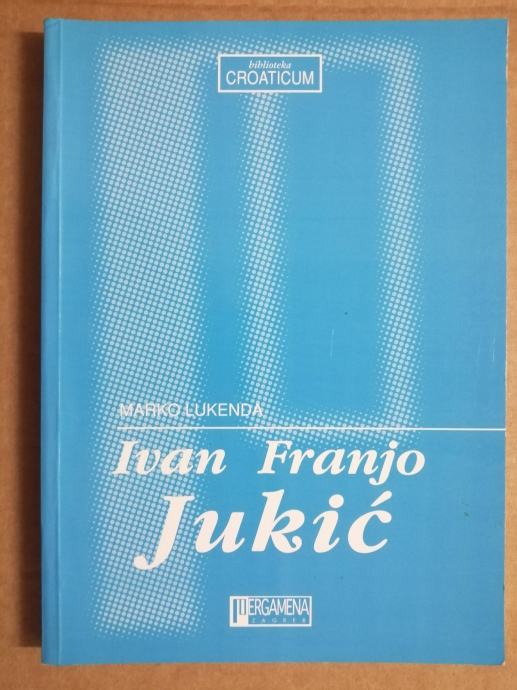 biblioteka
CROATICUM
MARKO LUKENDA
Ivan Franjo
Jukić
PERGAMENA
ZAGREB